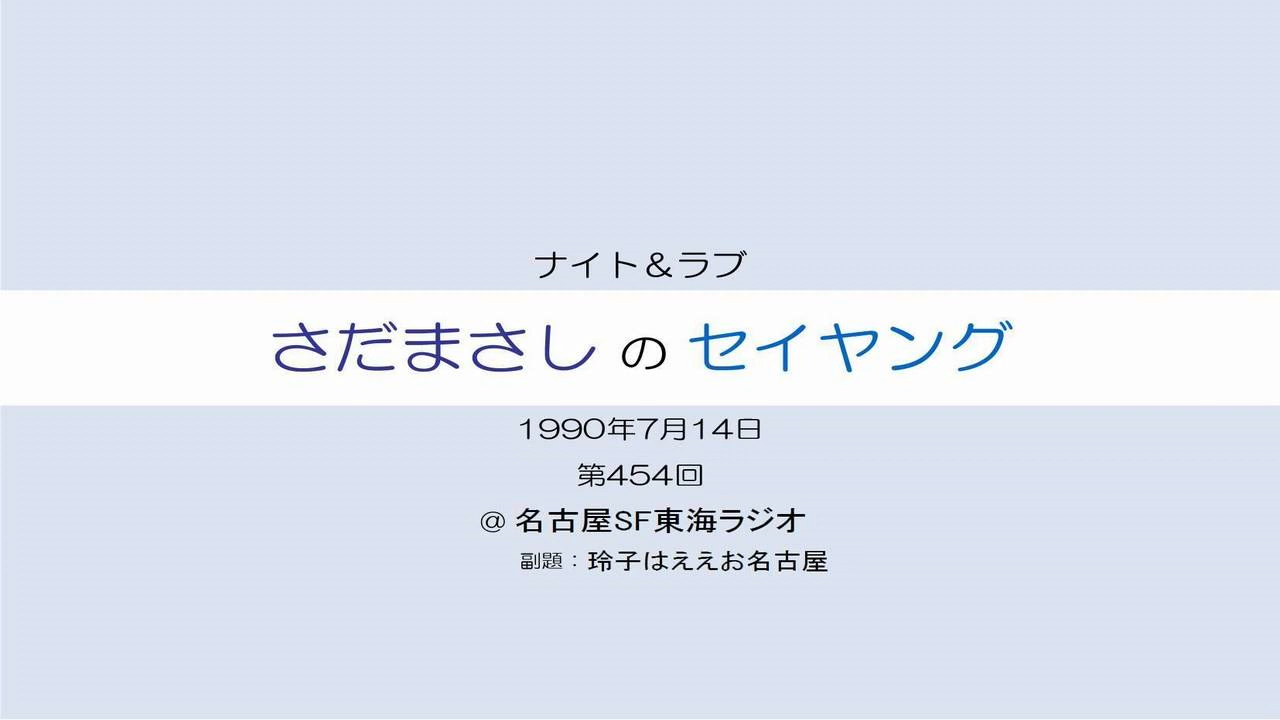 ナイト＆ラブ
さだまさし の セイヤング
1990年7月14日
第454回
@ 名古屋SF東海ラジオ
副題：玲子はええお名古屋